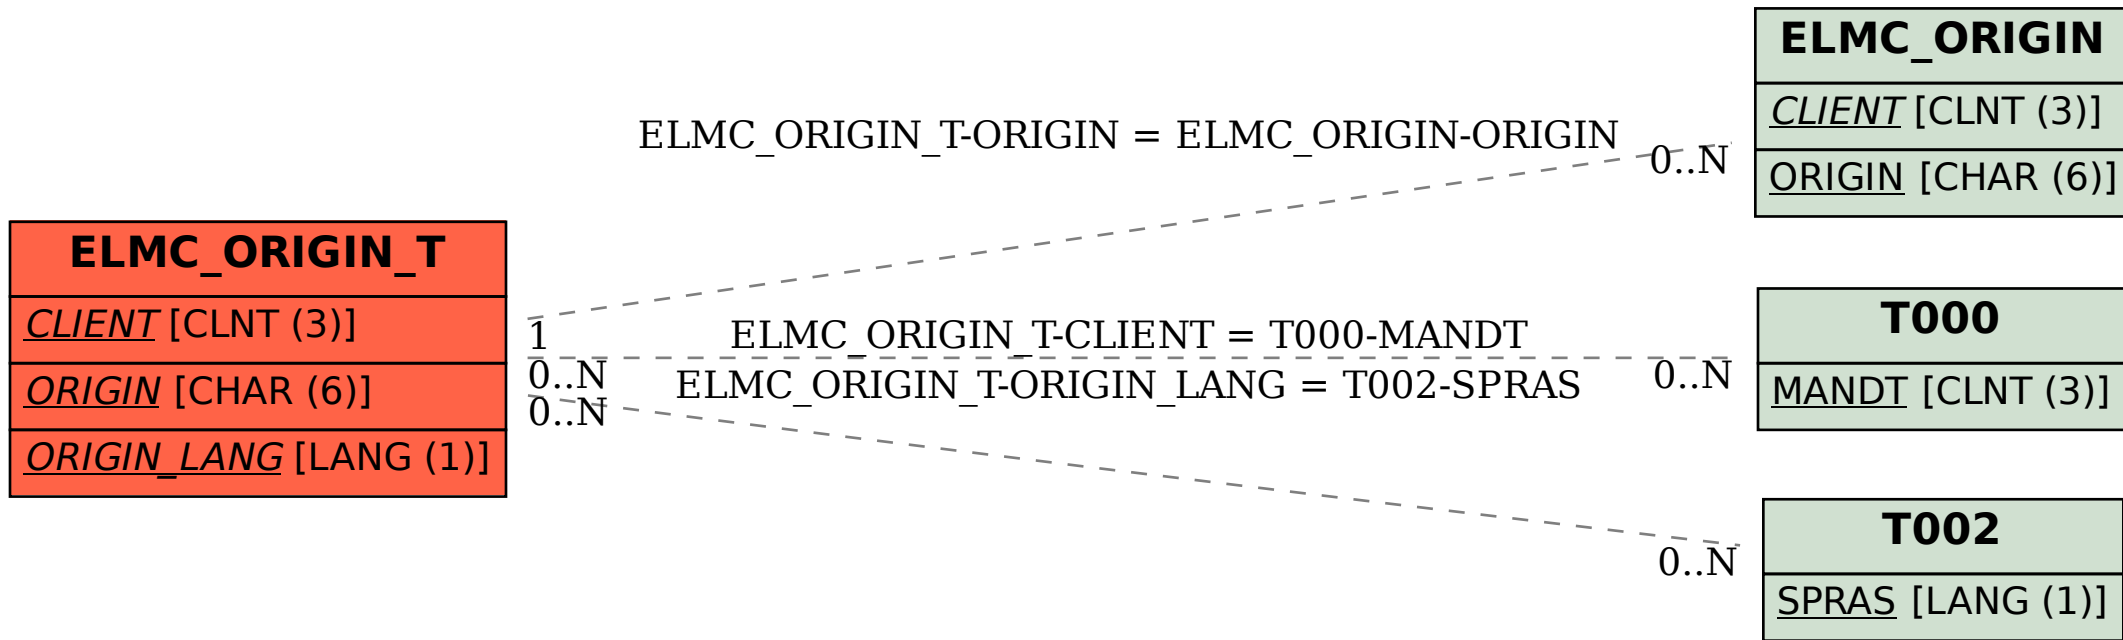 ELMC_ORIGIN
CLIENT [CLNT (3)]
ORIGIN [CHAR (6)]
ELMC_ORIGIN_T-ORIGIN = ELMC_ORIGIN-ORIGIN
0..N
ELMC_ORIGIN_T
CLIENT [CLNT (3)]
ORIGIN [CHAR (6)]
ORIGIN_LANG [LANG (1)]
1
ELMC_ORIGIN_T-CLIENT = T000-MANDT
0..N
0..N
ELMC_ORIGIN_T-ORIGIN_LANG = T002-SPRAS
0..N
T000
MANDT [CLNT (3)]
0..N
T002
SPRAS [LANG (1)]